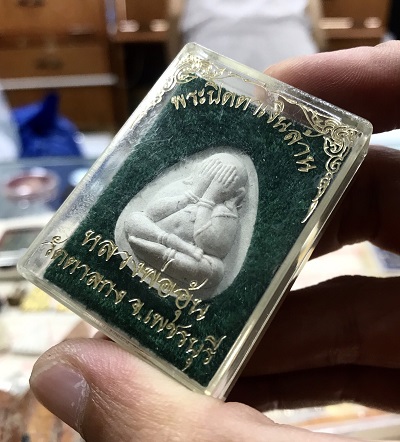 พระปิดตาเงินล้าน
หลวงพ่ออุ้น
วัดตาลกง จ.เพชรบุรี